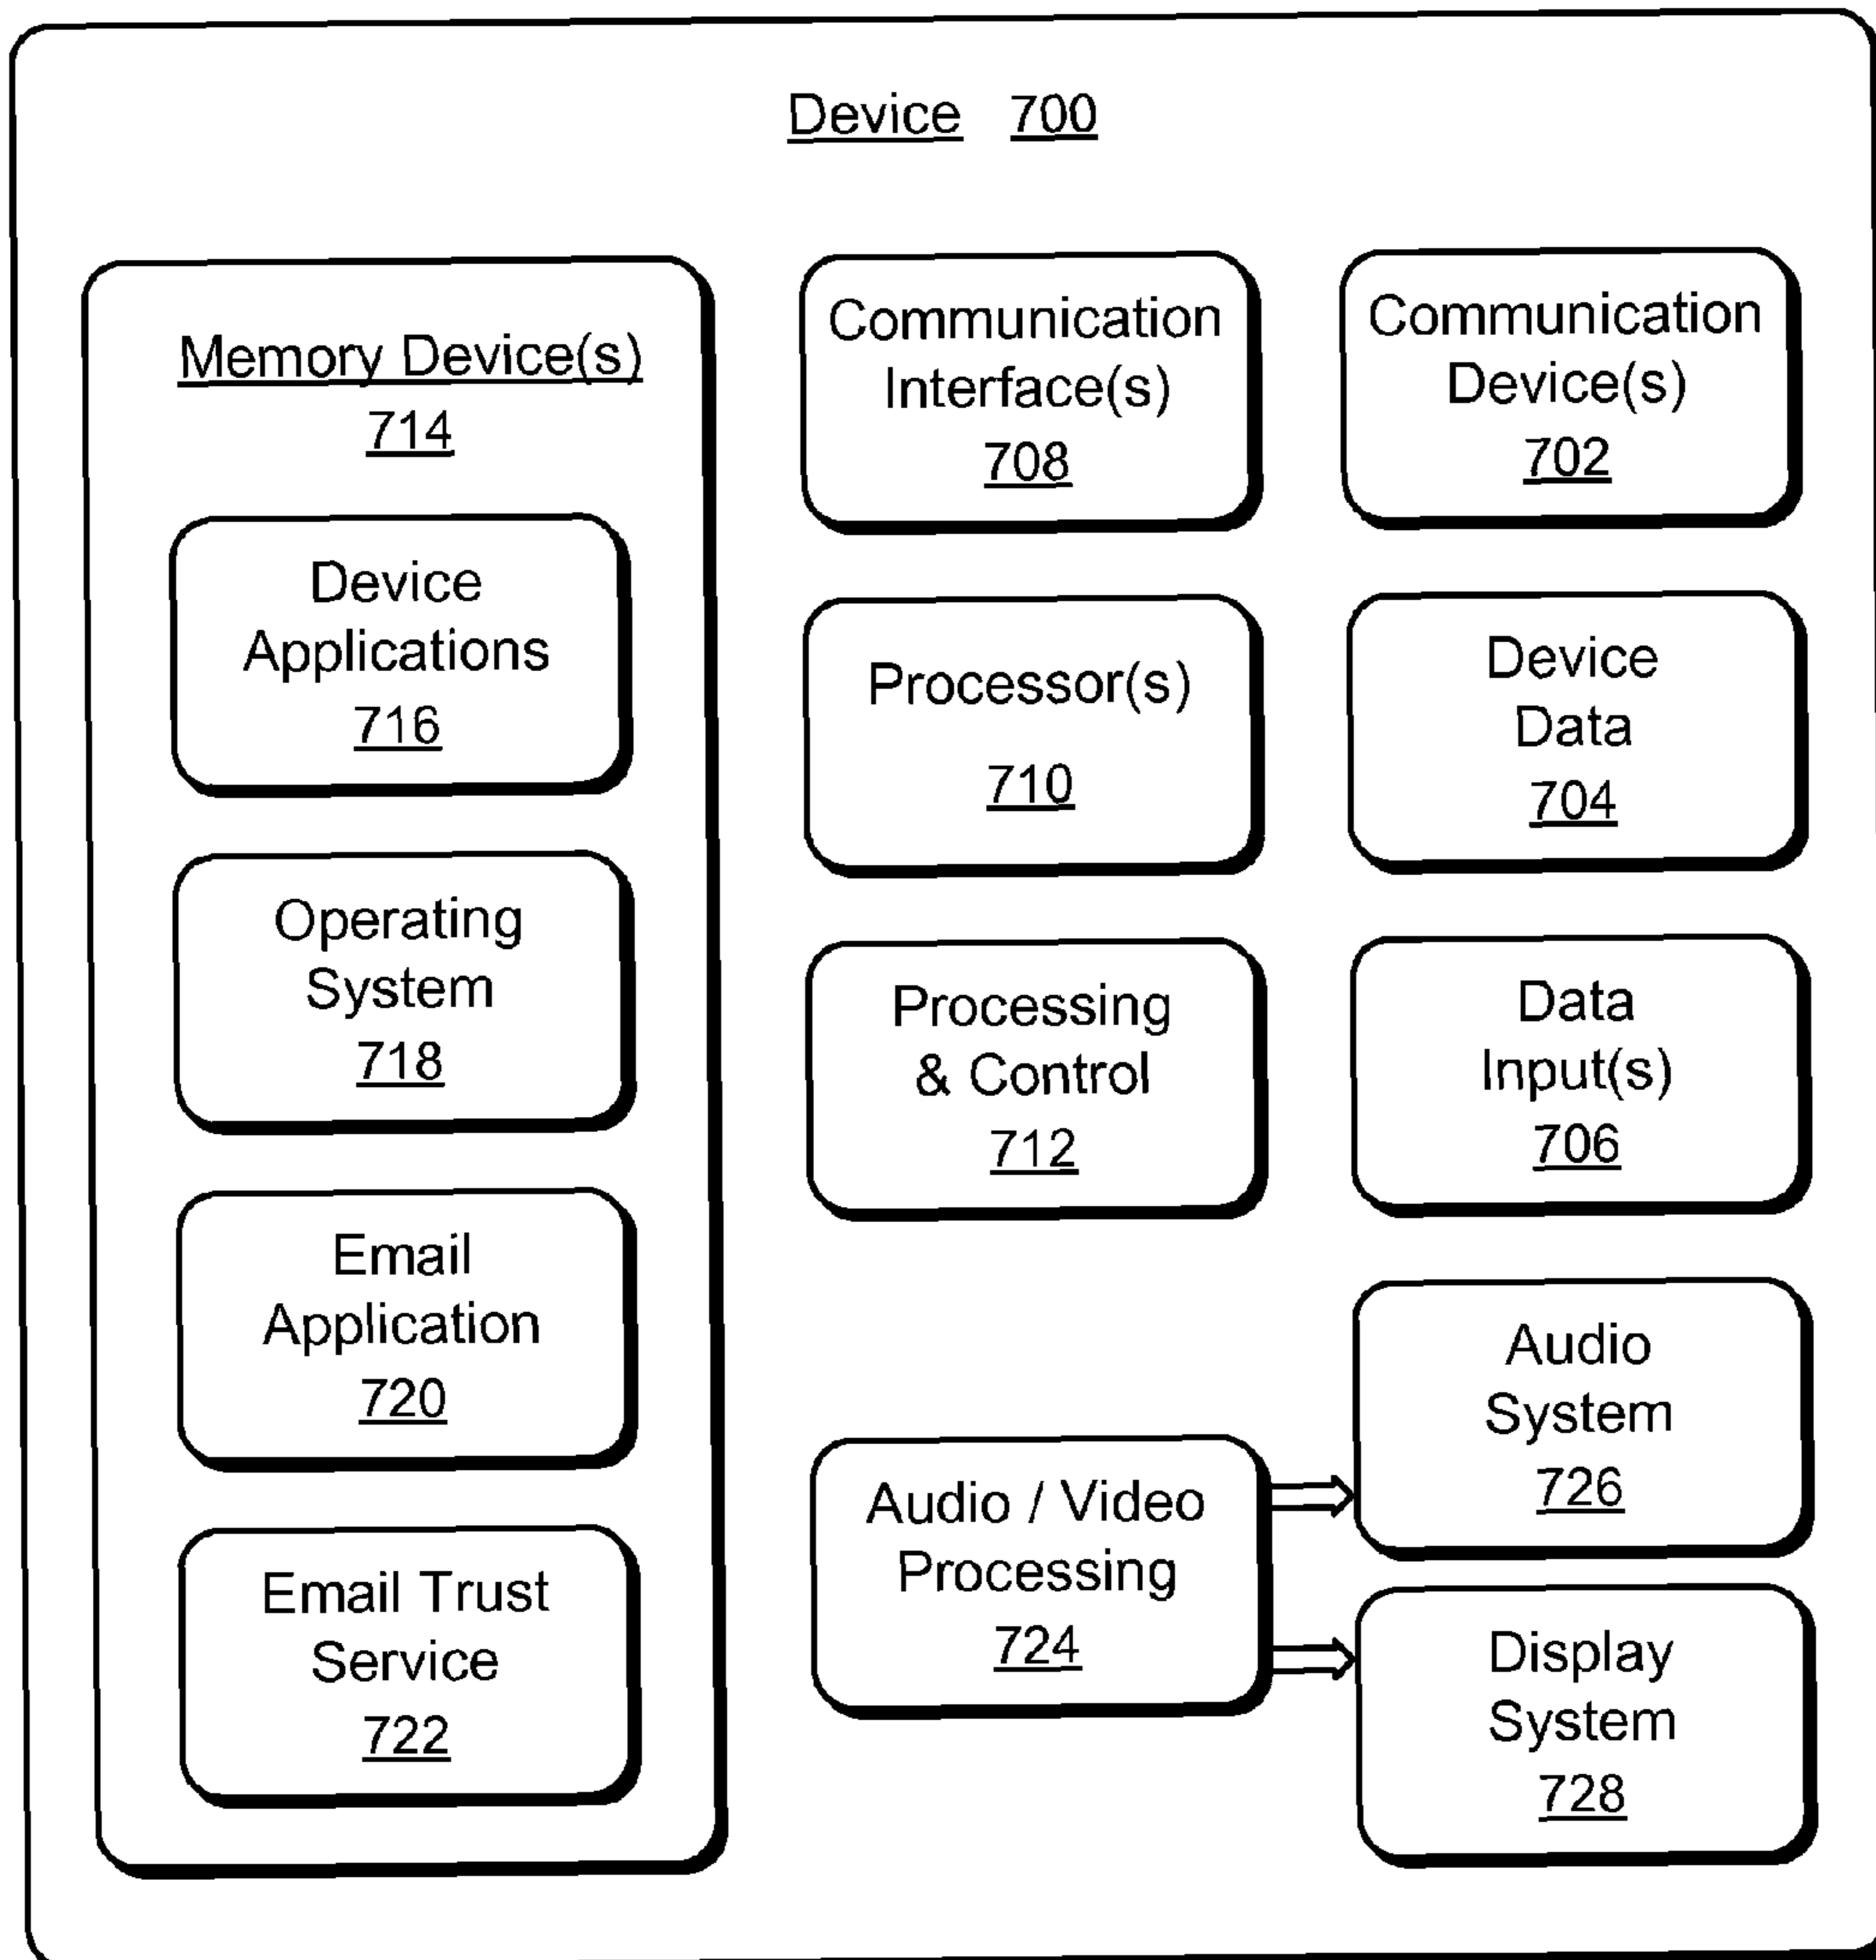 Device 700
Memory Device(s)
714
Device
Applications
716
Operating
System
718
Email
Application
720
Email Trust
Service
722
Communication
Interface(s)
708
Processor(s)
710
Processing
& Control
712
Audio / Video
Processing
724
Communication
Device(s)
702
Device
Data
704
Data
Input(s)
706
Audio
System
726
Display
System
728